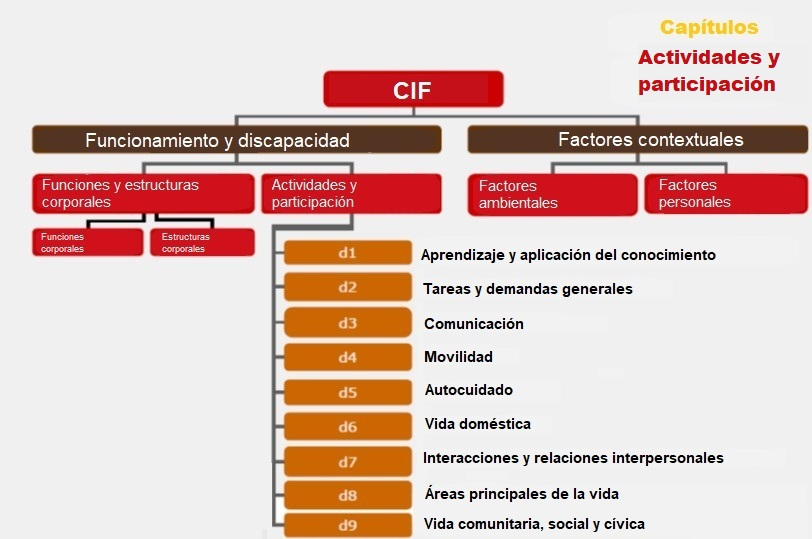 Capítulos
Actividades y
participación
CIF
Funcionamiento y discapacidad
Factores contextuales
Funciones y estructuras
corporales
Actividades y
participación
Factores
ambientales
Factores
personales
Funciones
corporales
Estructuras
corporales
d1 Aprendizaje y aplicación del conocimiento
d2 Tareas y demandas generales
d3 Comunicación
d4 Movilidad
d5 Autocuidado
d6 Vida doméstica
d7 Interacciones y relaciones interpersonales
d8 Áreas principales de la vida
d9 Vida comunitaria, social y cívica